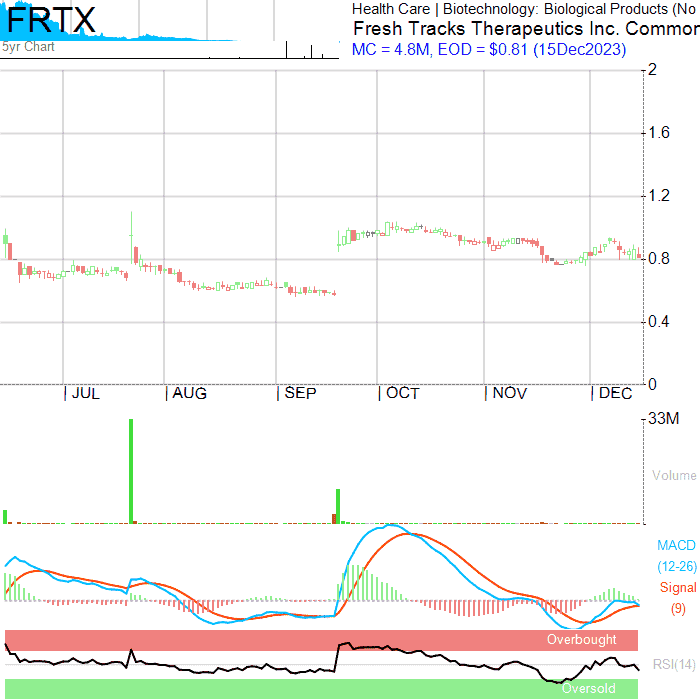 FRTX
Health Care | Biotechnology: Biological Products (No
Fresh Tracks Therapeutics Inc. Common
5yr Chart
MC = 4.8M, EOD = $0.81 (15Dec2023)
2
1.6
1.2
0.8
0.4
0
JUL AUG SEP OCT NOV DEC
33M
Volume
MACD
(12-26)
Signal
(9)
Overbought
RSI(14)
Oversold